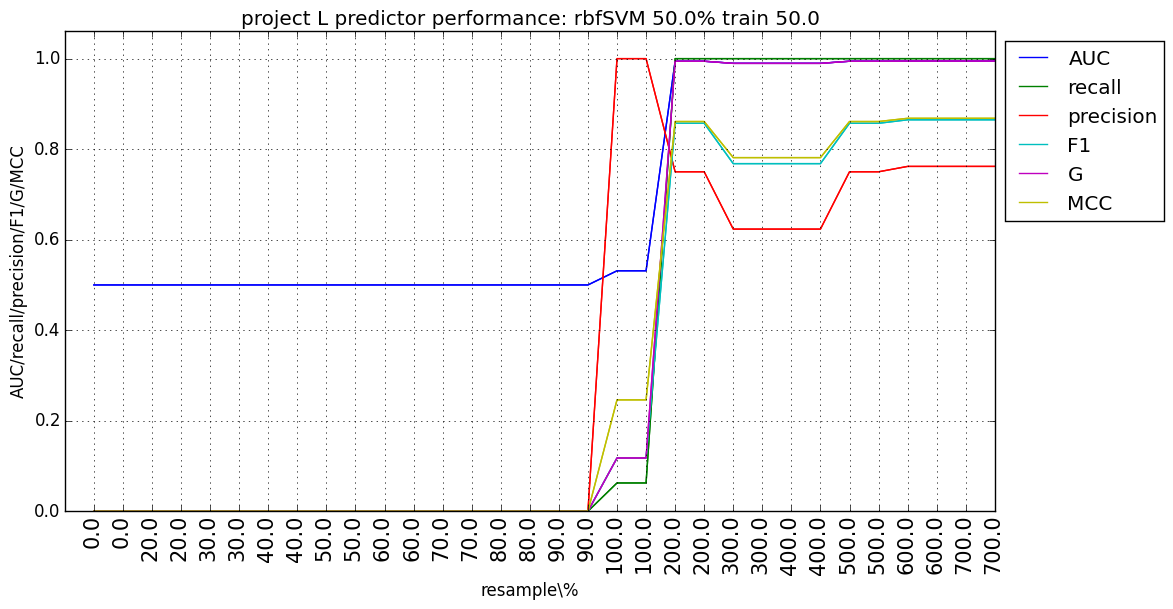 project L predictor performance: rbfSVM 50.0% train 50.0
AUC/recall/precision/F1/G/MCC
1.0
0.8
0.6
0.4
0.2
0.0
0.0 0.0 20.0 20.0 30.0 30.0 40.0 40.0 50.0 50.0 60.0 60.0 70.0 70.0 80.0 80.0 90.0 90.0 100.0 100.0 200.0 200.0 300.0 300.0 400.0 400.0 500.0 500.0 600.0 600.0 700.0 700.0
resample\%
AUC
recall
precision
F1
G
MCC